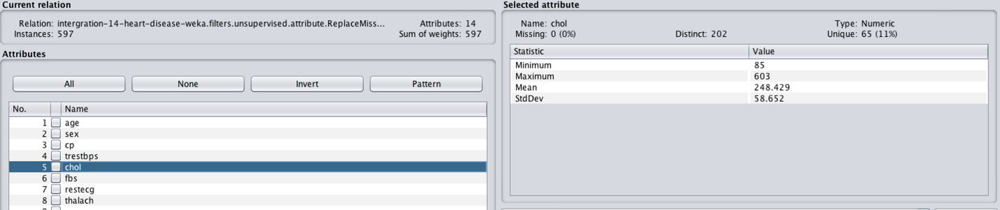 Current relation
Relation: intergration-14-heart-disease-weka.filters.unsupervised.attribute.ReplaceMiss... Attributes: 14
Instances: 597 Sum of weights: 597
Attributes
All None Invert Pattern
No. Name
1 age
2 sex
3 cp
4 trestbps
5 chol
6 fbs
7 restecg
8 thalach
Selected attribute
Name: chol Type: Numeric
Missing: 0 (0%) Distinct: 202 Unique: 65 (11%)
Statistic Value
Minimum 85
Maximum 603
Mean 248.429
StdDev 58.652